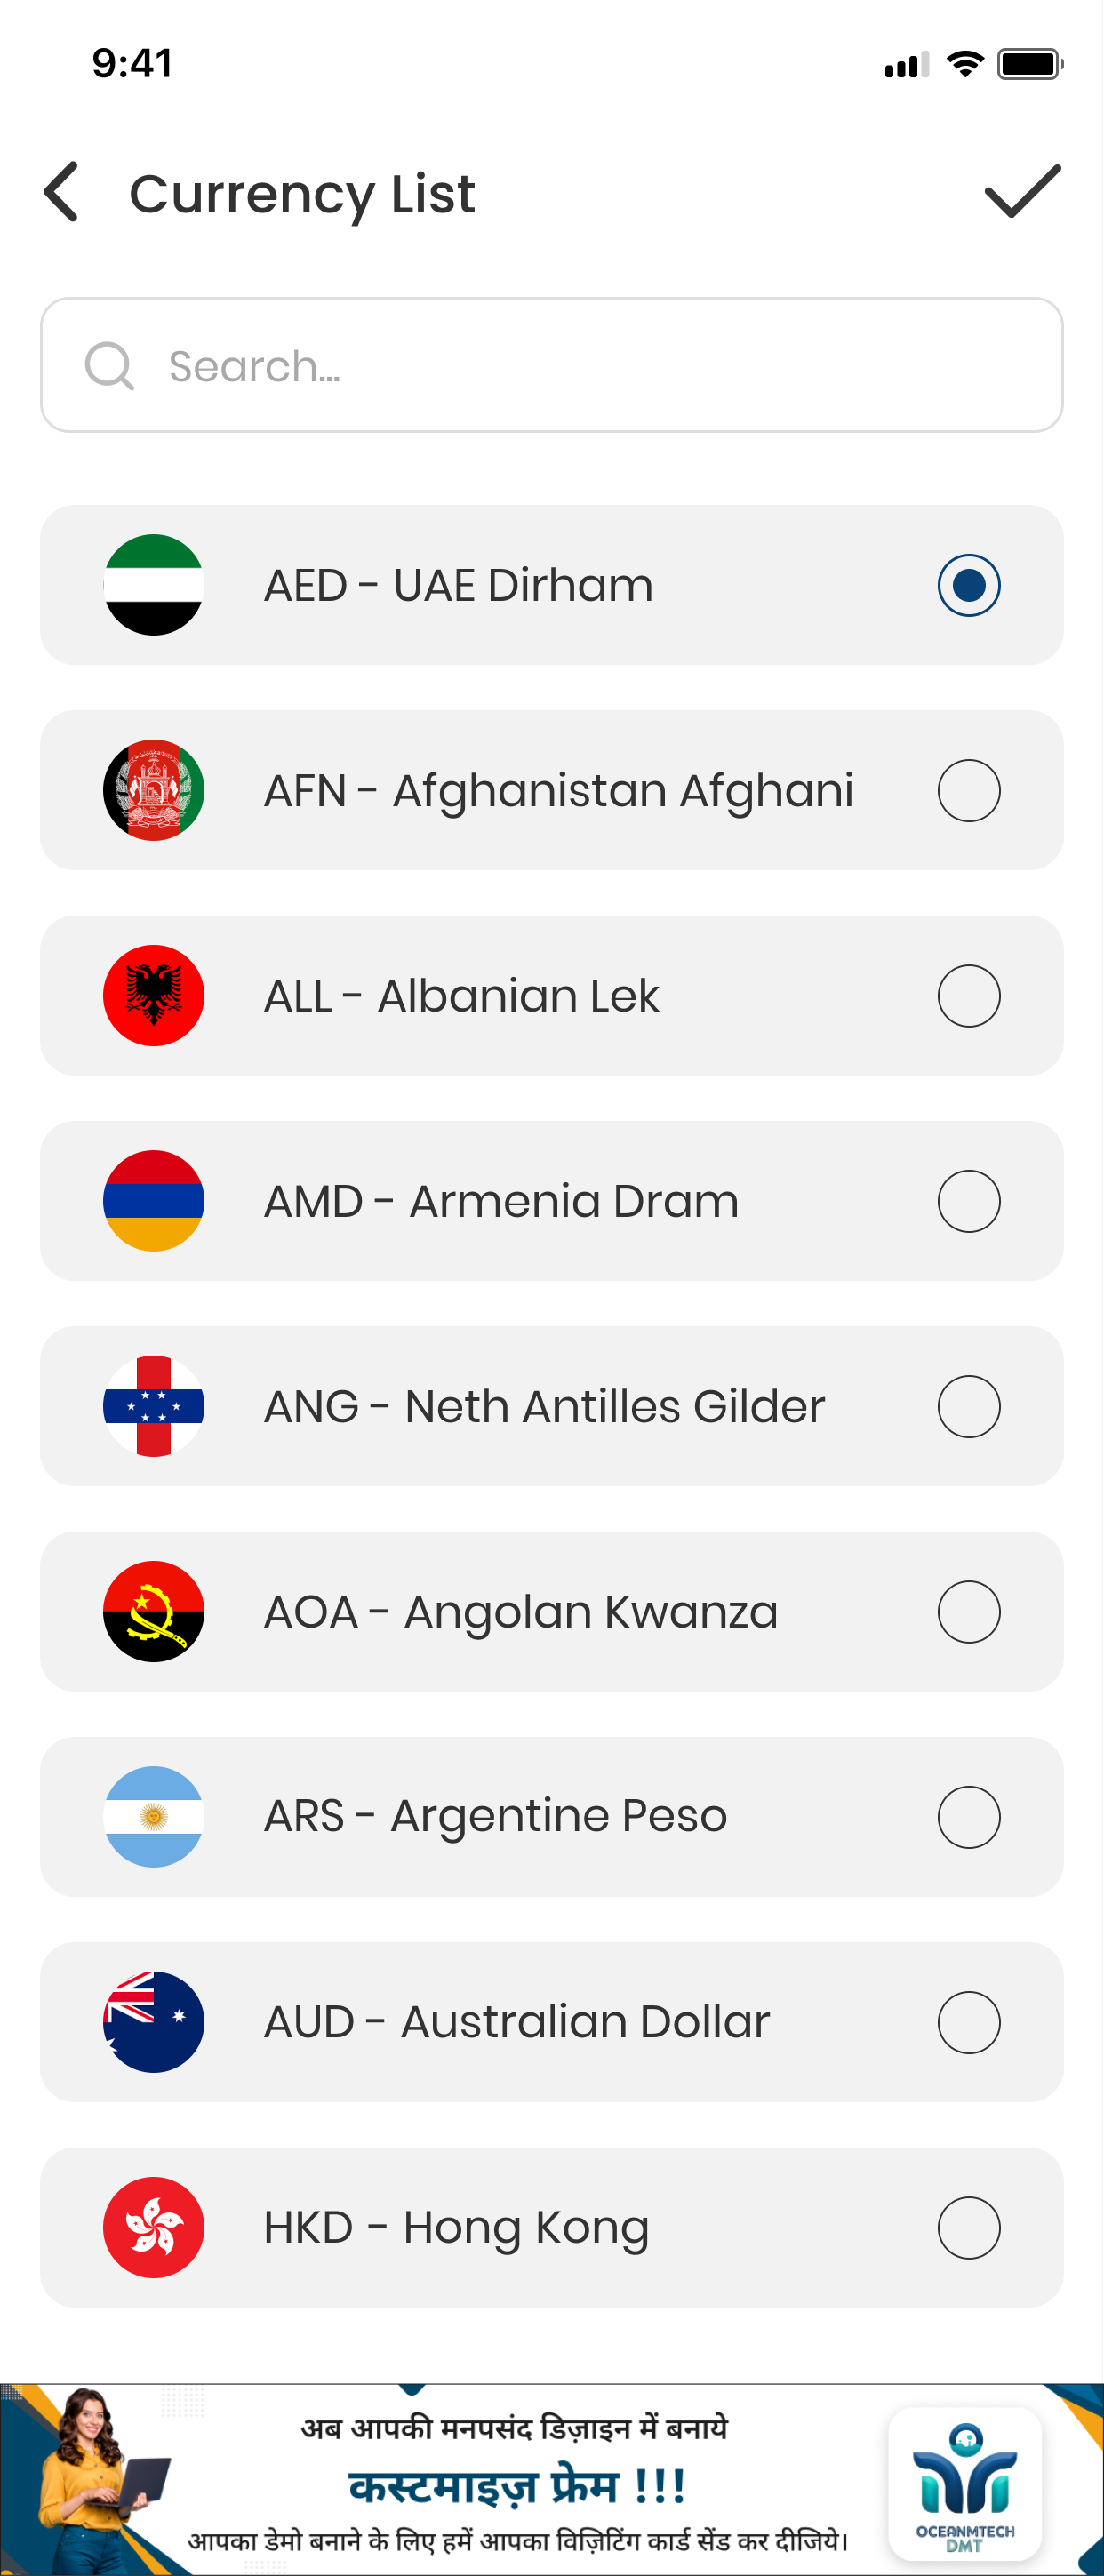 9:41
Currency List
Search...
AED - UAE Dirham
AFN - Afghanistan Afghani
ALL - Albanian Lek
AMD - Armenia Dram
ANG - Neth Antilles Gilder
AOA - Angolan Kwanza
ARS - Argentine Peso
AUD - Australian Dollar
HKD - Hong Kong
अब आपकी मनपसंद डिज़ाइन में बनाये
कस्टमाइज़ फ्रेम !!!
आपका डेमो बनाने के लिए हमें आपका विज़िटिंग कार्ड सेंड कर दीजिये।
OCEANMTECH
DMT